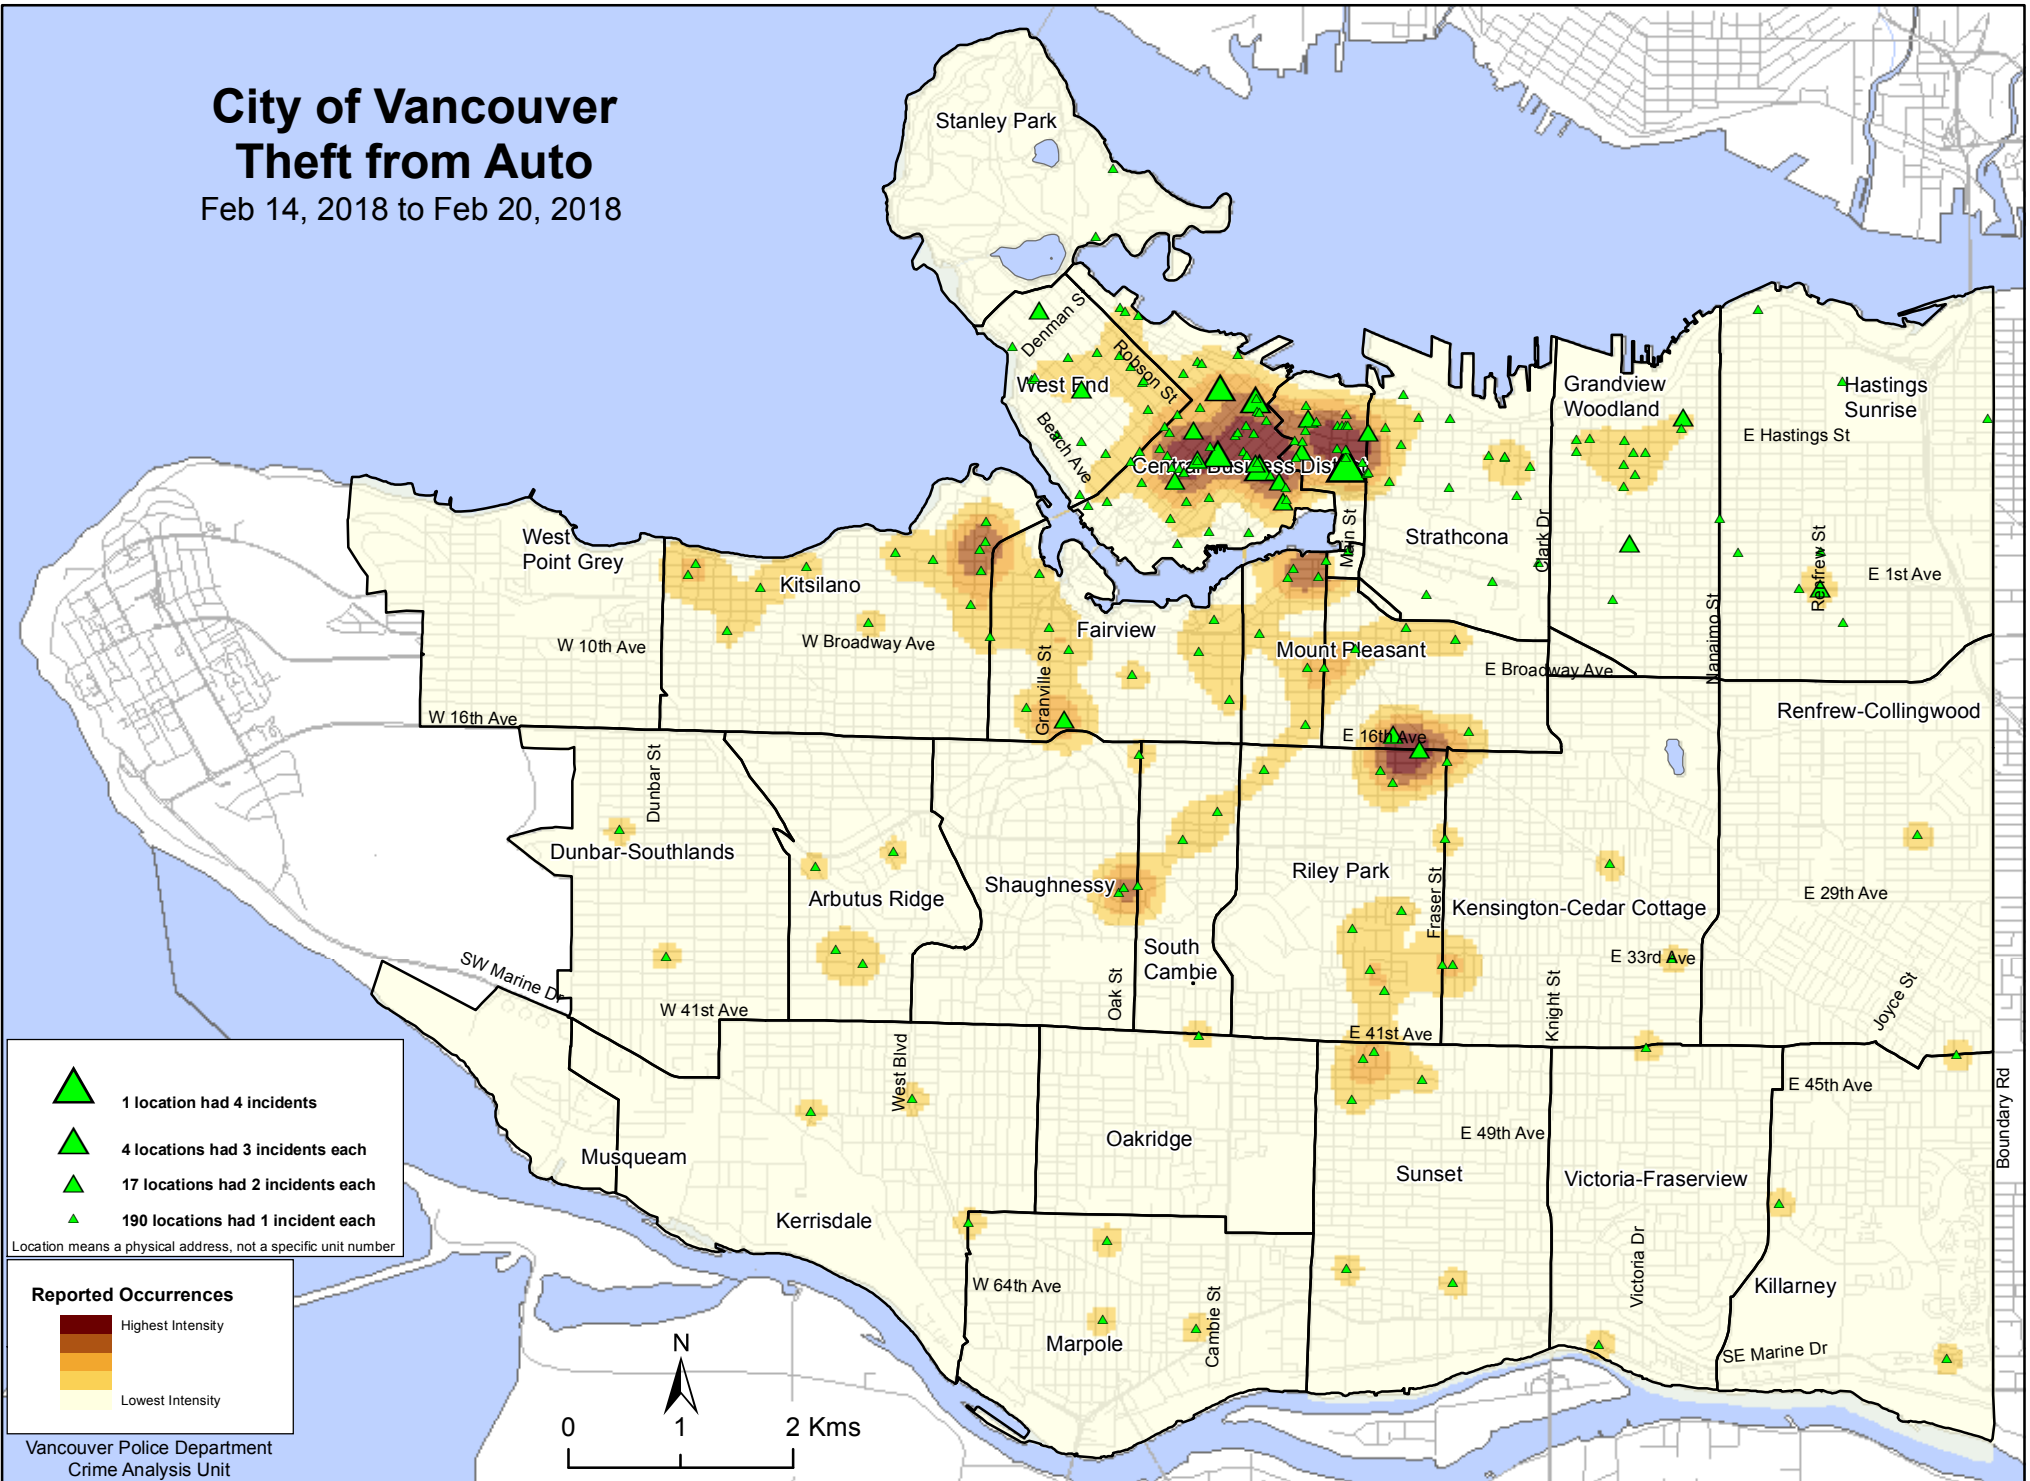 City of Vancouver
Theft from Auto
Feb 14, 2018 to Feb 20, 2018
Stanley Park
Denman St
Robson St
West End
Beach Ave
Central Business District
Grandview
Woodland
Hastings
Sunrise
E Hastings St
West
Point Grey
Kitsilano
Main St
Strathcona
Clark Dr
Renfrew St
E 1st Ave
Nanaimo St
W 10th Ave
W Broadway Ave
Fairview
Granville St
Mount Pleasant
E Broadway Ave
W 16th Ave
E 16th Ave
Renfrew-Collingwood
Dunbar St
Dunbar-Southlands
Arbutus Ridge
Shaughnessy
Riley Park
Fraser St
Kensington-Cedar Cottage
E 29th Ave
South
Cambie
Oak St
E 33rd Ave
Knight St
Joyce St
SW Marine Dr
W 41st Ave
E 41st Ave
West Blvd
E 45th Ave
Boundary Rd
Musqueam
Oakridge
E 49th Ave
Sunset
Victoria-Fraserview
Kerrisdale
Victoria Dr
W 64th Ave
Cambie St
Killarney
Marpole
SE Marine Dr
1 location had 4 incidents
4 locations had 3 incidents each
17 locations had 2 incidents each
190 locations had 1 incident each
Location means a physical address, not a specific unit number
Reported Occurrences
Highest Intensity
Lowest Intensity
Vancouver Police Department
Crime Analysis Unit
N
0 1 2 Kms